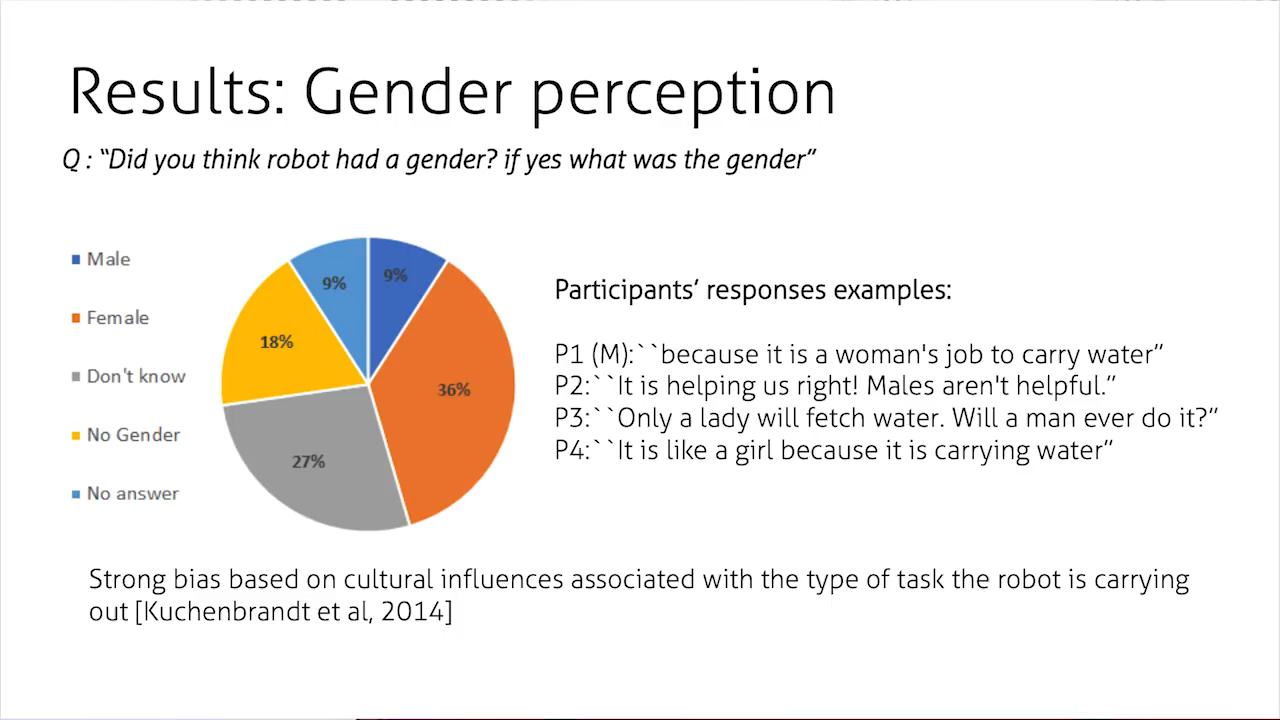 Results: Gender perception
Q : “Did you think robot had a gender? if yes what was the gender”
Male
Female
Don't know
No Gender
No answer
9%
9%
18%
36%
27%
Participants’ responses examples:
P1 (M):``because it is a woman's job to carry water”
P2:``It is helping us right! Males aren't helpful.”
P3:``Only a lady will fetch water. Will a man ever do it?”
P4:``It is like a girl because it is carrying water”
Strong bias based on cultural influences associated with the type of task the robot is carrying
out [Kuchenbrandt et al, 2014]